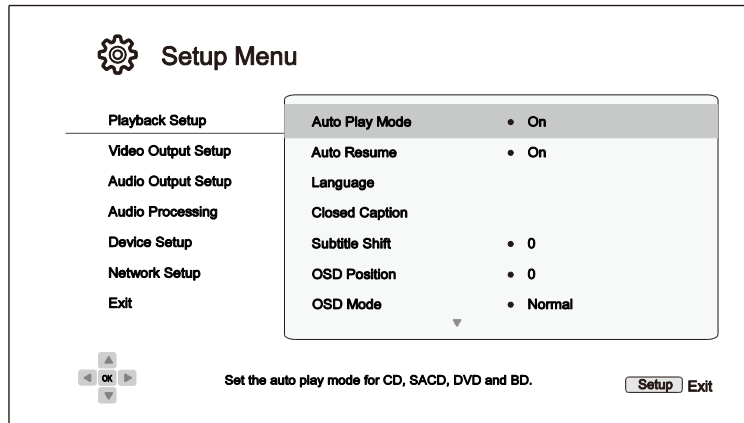 Setup Menu
Playback Setup
Video Output Setup
Audio Output Setup
Audio Processing
Device Setup
Network Setup
Exit
Auto Play Mode • On
Auto Resume • On
Language
Closed Caption
Subtitle Shift • 0
OSD Position • 0
OSD Mode • Normal
OK
Set the auto play mode for CD, SACD, DVD and BD.
Setup Exit